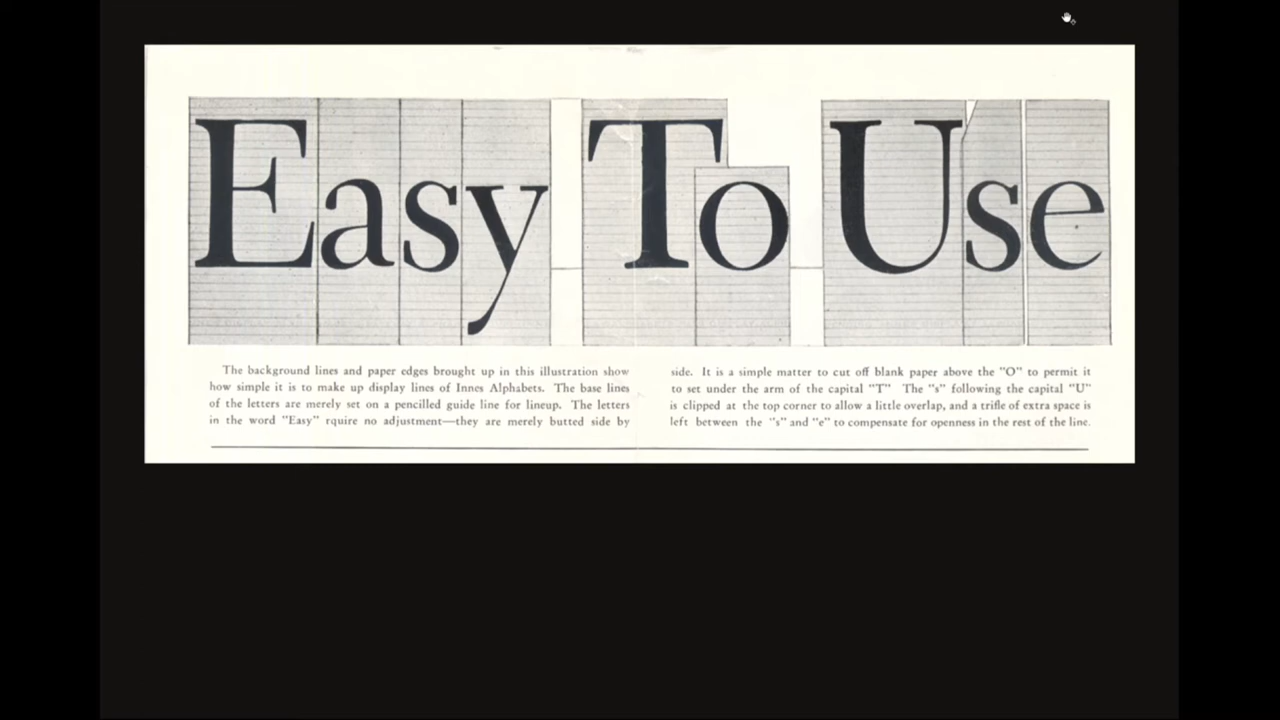 Easy To Use
The background lines and paper edges brought up in this illustration show
how simple it is to make up display lines of Innes Alphabets. The base lines
of the letters are merely set on a pencilled guide line for lineup. The letters
in the word "Easy" rquire no adjustment—they are merely butted side by
side. It is a simple matter to cut off blank paper above the "O" to permit it
to set under the arm of the capital "T" The "s" following the capital "U"
is clipped at the top corner to allow a little overlap, and a trifle of extra space is
left between the "s" and "e" to compensate for openness in the rest of the line.